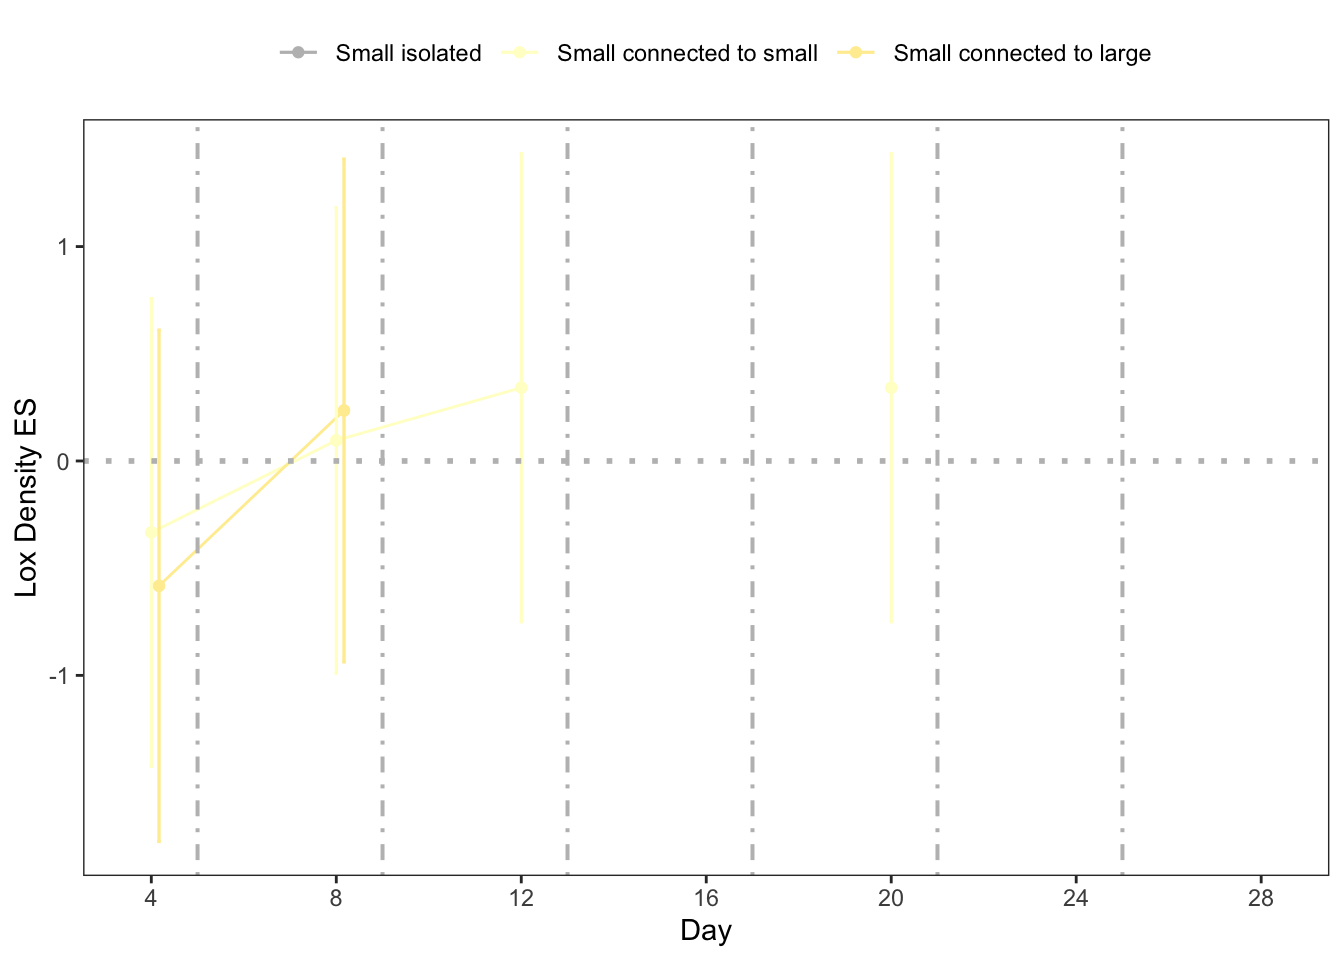 Small isolated Small connected to small Small connected to large
Lox Density ES
1
0
-1
4 8 12 16 20 24 28
Day